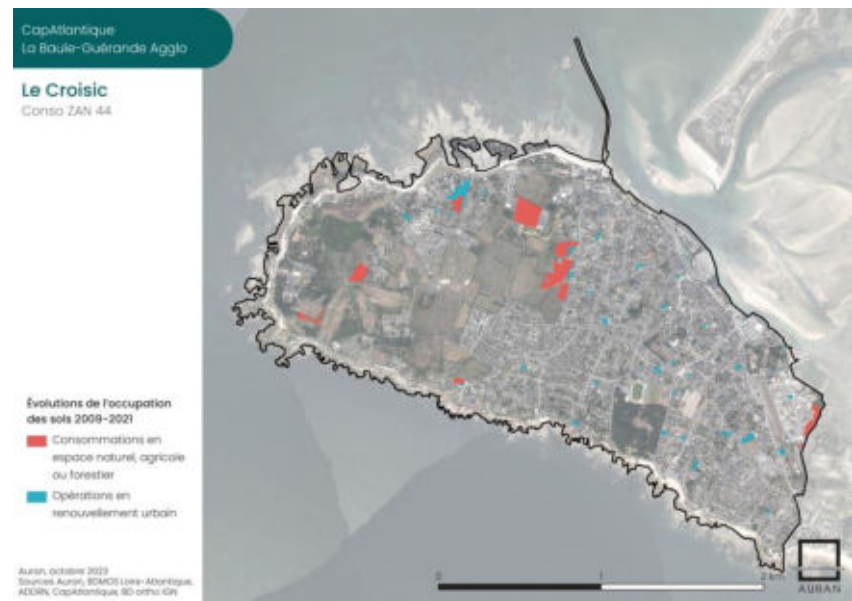 CapAtlantique
La Baule-Guérande Agglo
Le Croisic
Conso ZAN 44
Évolutions de l'occupation
des sols 2009-2021
Consommations en
espace naturel, agricole
ou forestier
Opérations en
renouvellement urbain
Auran, octobre 2023
Sources Auran, BDMOS Loire-Atlantique,
ADDRN, CapAtlantique, BD ortho IGN
0 1 2 km
AURAN